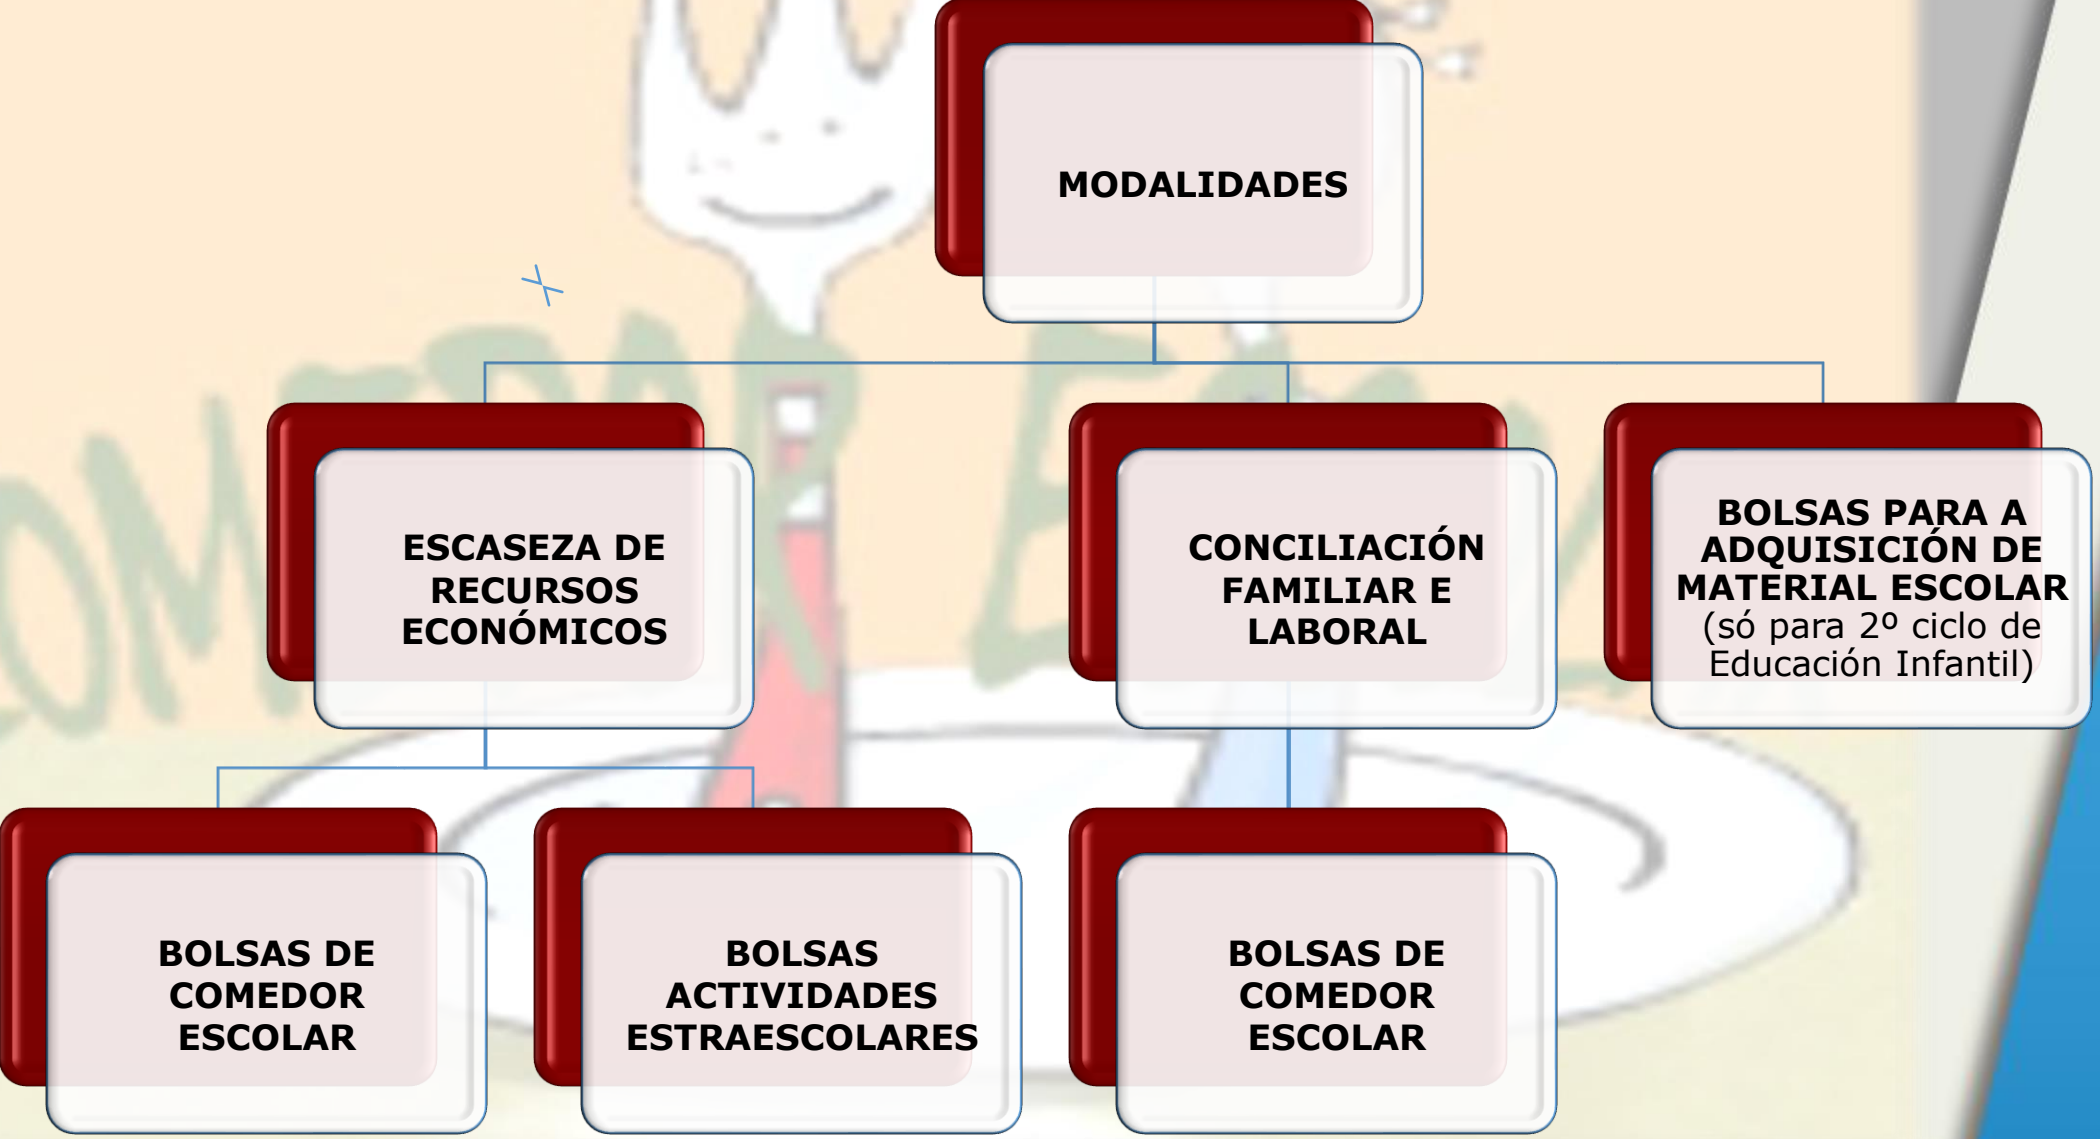 MODALIDADES
ESCASEZA DE
RECURSOS
ECONÓMICOS
CONCILIACIÓN
FAMILIAR E
LABORAL
BOLSAS PARA A
ADQUISICIÓN DE
MATERIAL ESCOLAR
(só para 2º ciclo de
Educación Infantil)
BOLSAS DE
COMEDOR
ESCOLAR
BOLSAS
ACTIVIDADES
ESTRAESCOLARES
BOLSAS DE
COMEDOR
ESCOLAR